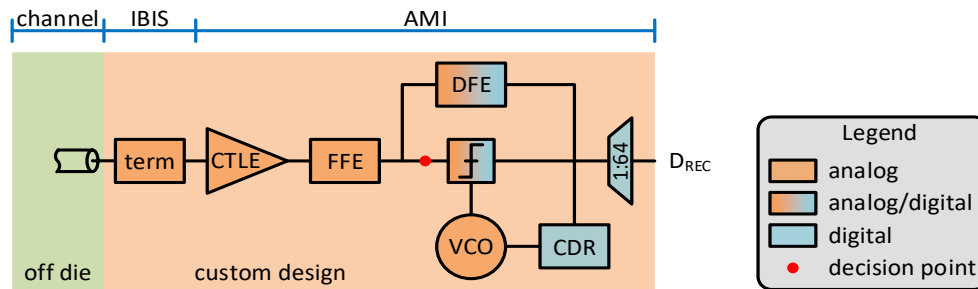 channel IBIS AMI
DFE
term CTLE FFE 1:64 D_REC
VCO CDR
off die custom design
Legend
analog
analog/digital
digital
decision point